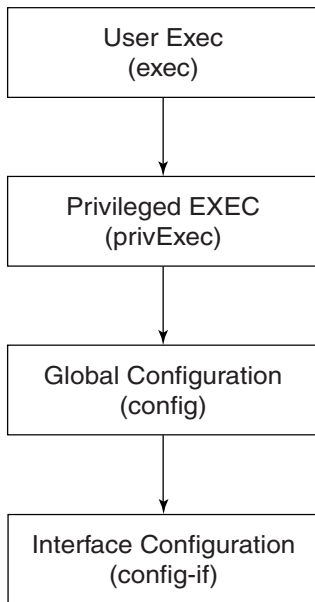 User Exec
(exec)
Privileged EXEC
(privExec)
Global Configuration
(config)
Interface Configuration
(config-if)